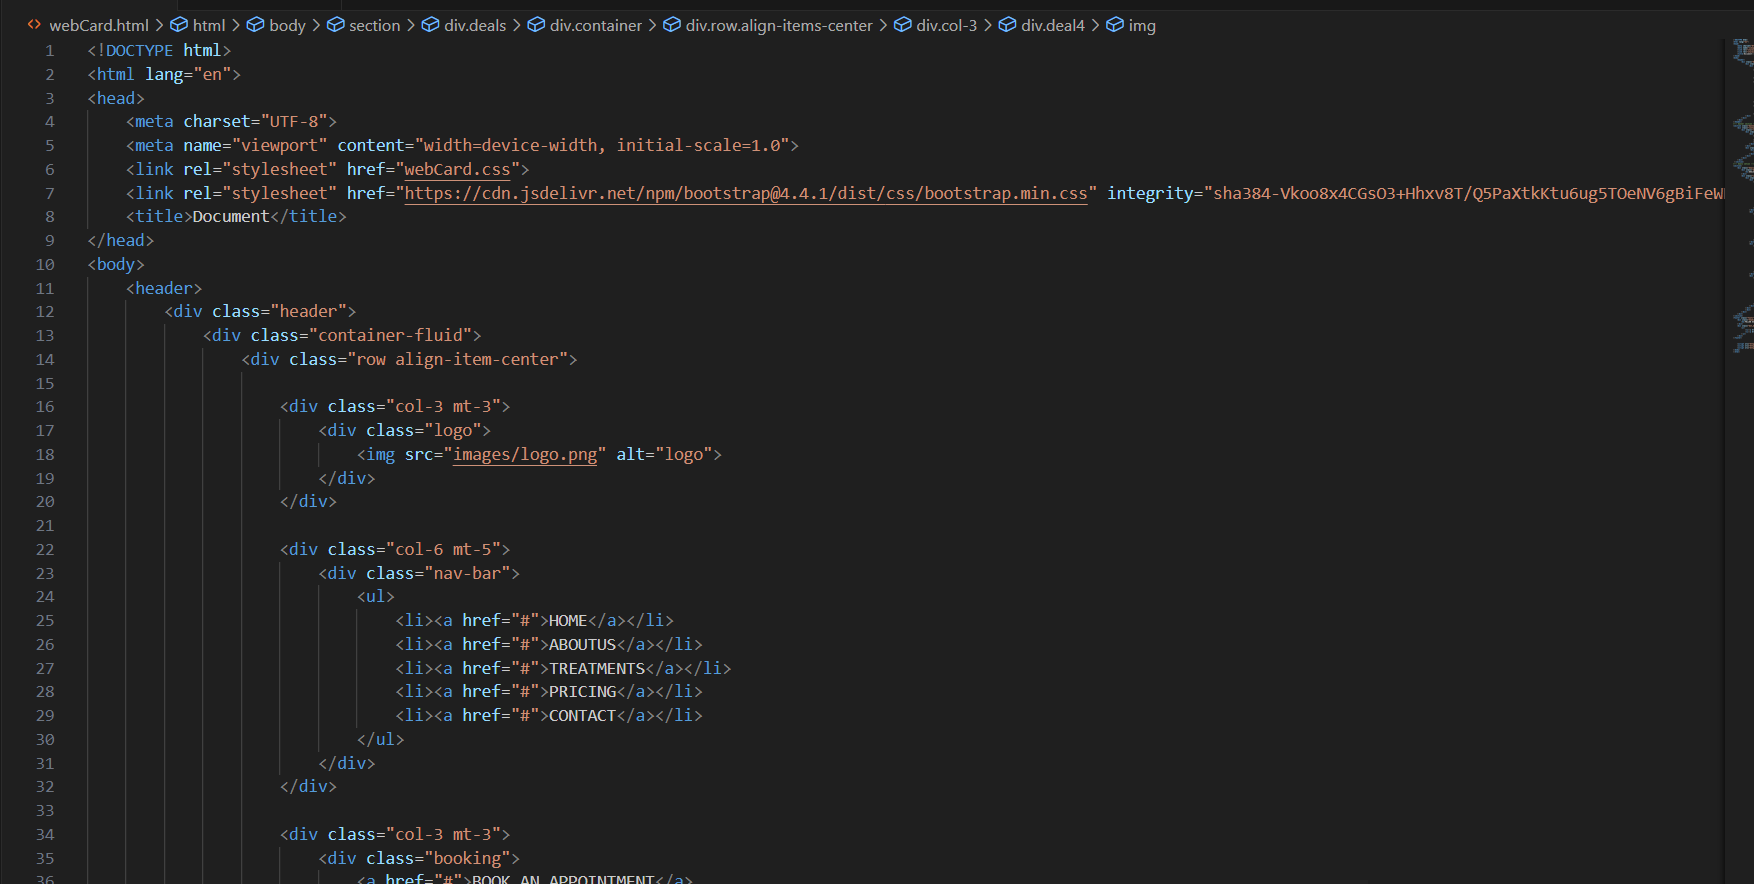 webCard.html > html > body > section > div.deals > div.container > div.row.align-items-center > div.col-3 > div.deal4 > img
1 <!DOCTYPE html>
2 <html lang="en">
3 <head>
4 <meta charset="UTF-8">
5 <meta name="viewport" content="width=device-width, initial-scale=1.0">
6 <link rel="stylesheet" href="webCard.css">
7 <link rel="stylesheet" href="https://cdn.jsdelivr.net/npm/bootstrap@4.4.1/dist/css/bootstrap.min.css" integrity="sha384-Vkoo8x4CGsO3+Hhxv8T/Q5PaXtkKtu6ug5TOeNV6gBiFeW
8 <title>Document</title>
9 </head>
10 <body>
11 <header>
12 <div class="header">
13 <div class="container-fluid">
14 <div class="row align-item-center">
15
16 <div class="col-3 mt-3">
17 <div class="logo">
18 <img src="images/logo.png" alt="logo">
19 </div>
20 </div>
21
22 <div class="col-6 mt-5">
23 <div class="nav-bar">
24 <ul>
25 <li><a href="#">HOME</a></li>
26 <li><a href="#">ABOUTUS</a></li>
27 <li><a href="#">TREATMENTS</a></li>
28 <li><a href="#">PRICING</a></li>
29 <li><a href="#">CONTACT</a></li>
30 </ul>
31 </div>
32 </div>
33
34 <div class="col-3 mt-3">
35 <div class="booking">
36 <a href="#">BOOK AN APPOINTMENT</a>